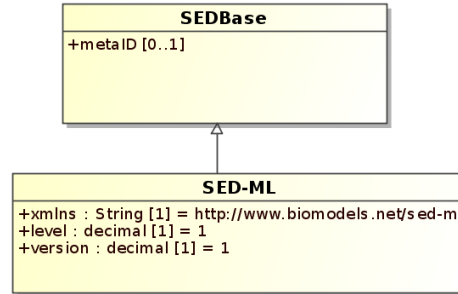 SEDBase
+metaID [0..1]
SED-ML
+xmlns : String [1] = http://www.biomodels.net/sed-m
+level : decimal [1] = 1
+version : decimal [1] = 1